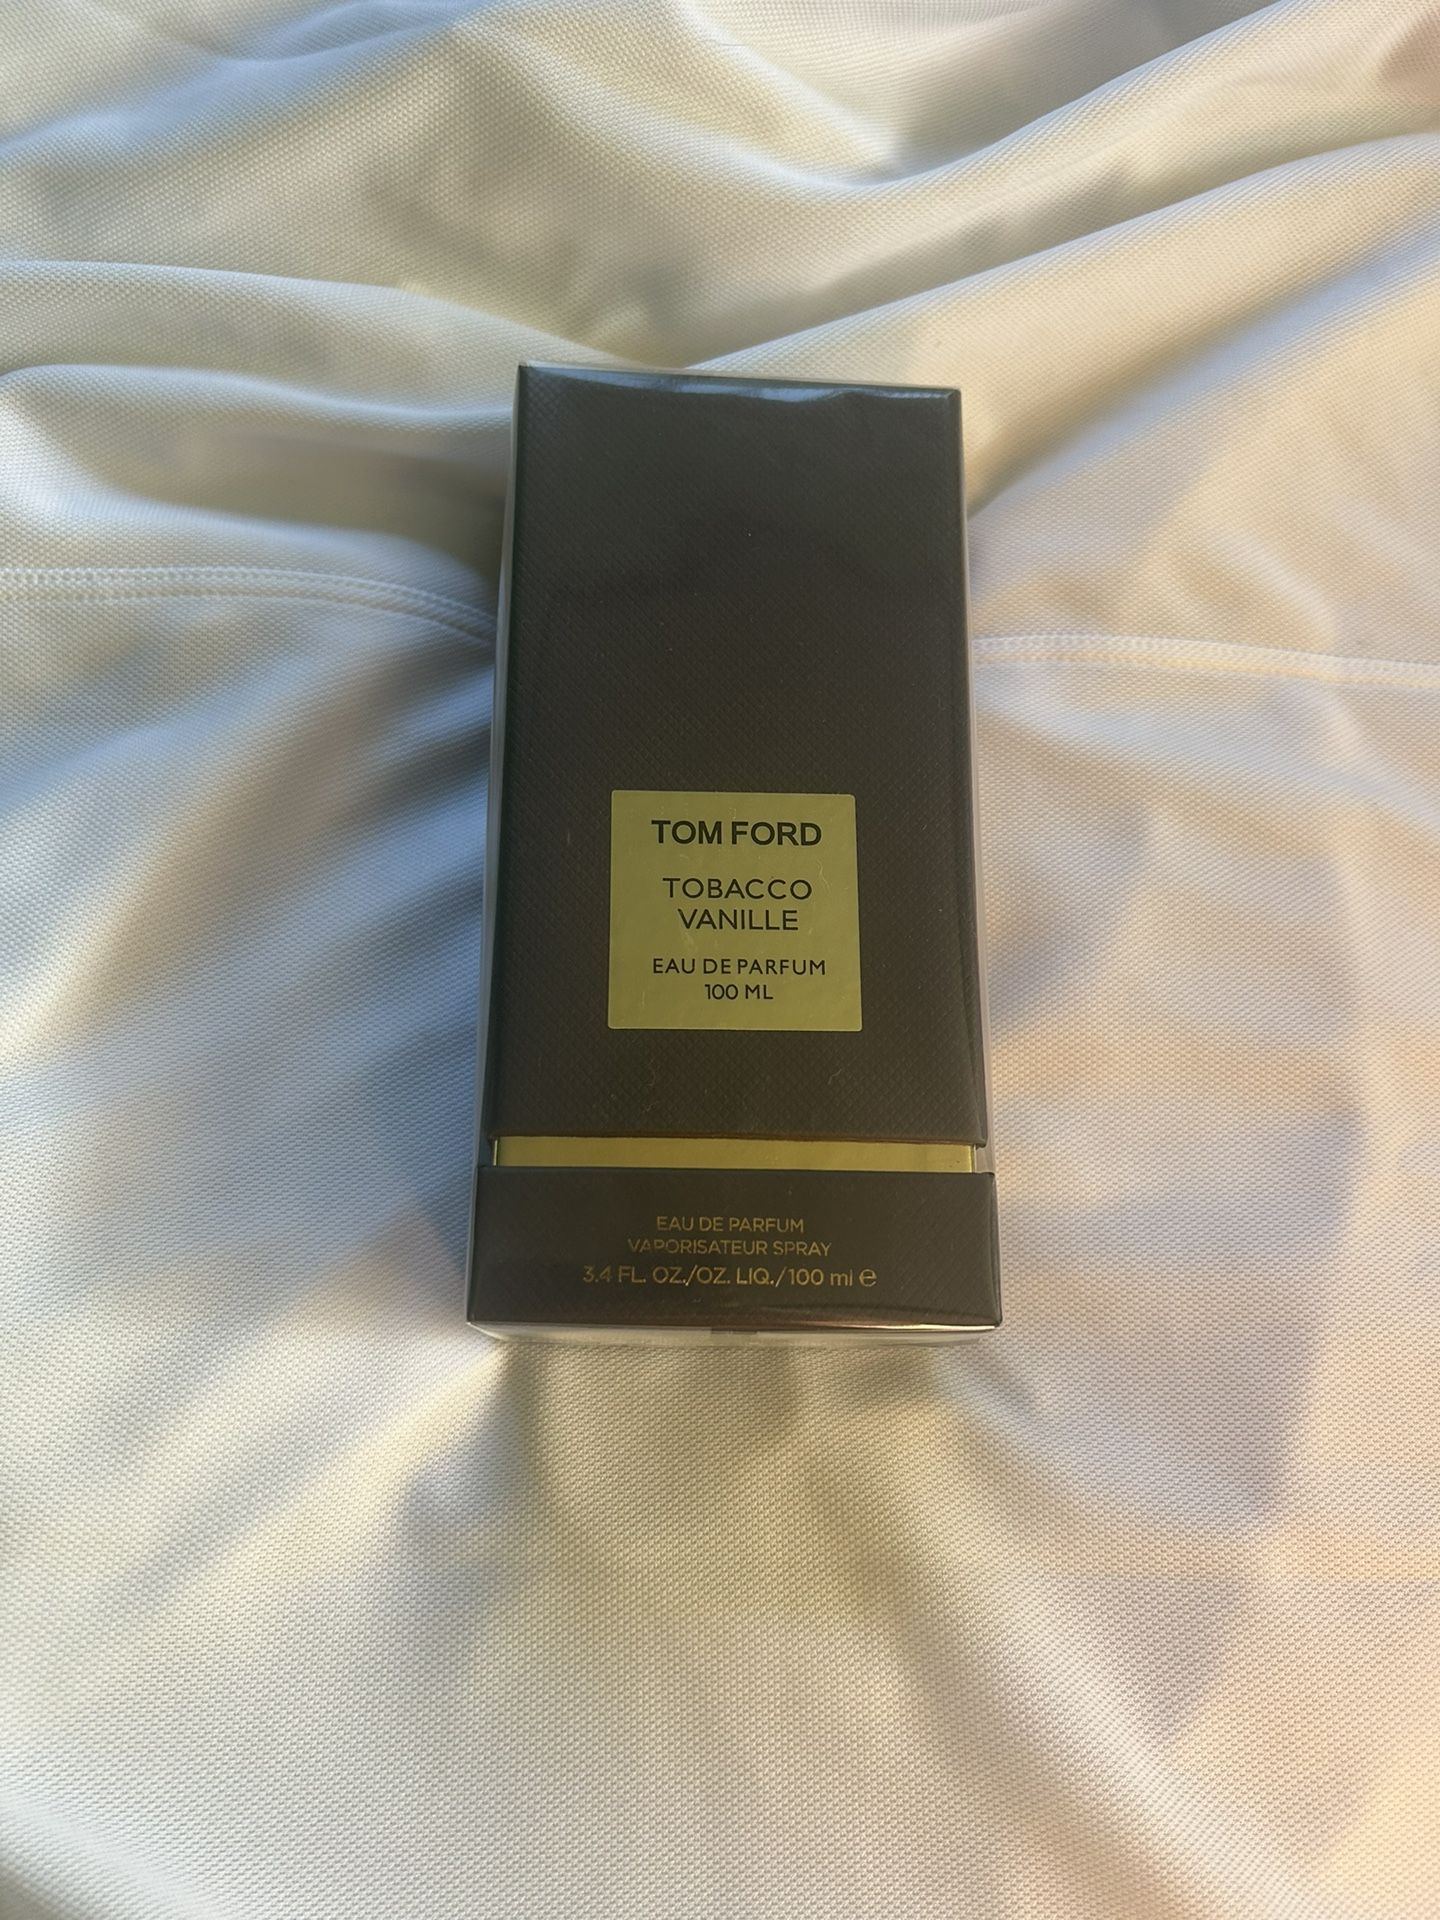 TOM FORD
TOBACCO
VANILLE
EAU DE PARFUM
100 ML
EAU DE PARFUM
VAPORISATEUR SPRAY
3.4 FL. OZ./OZ. LIQ./100 ml ℮